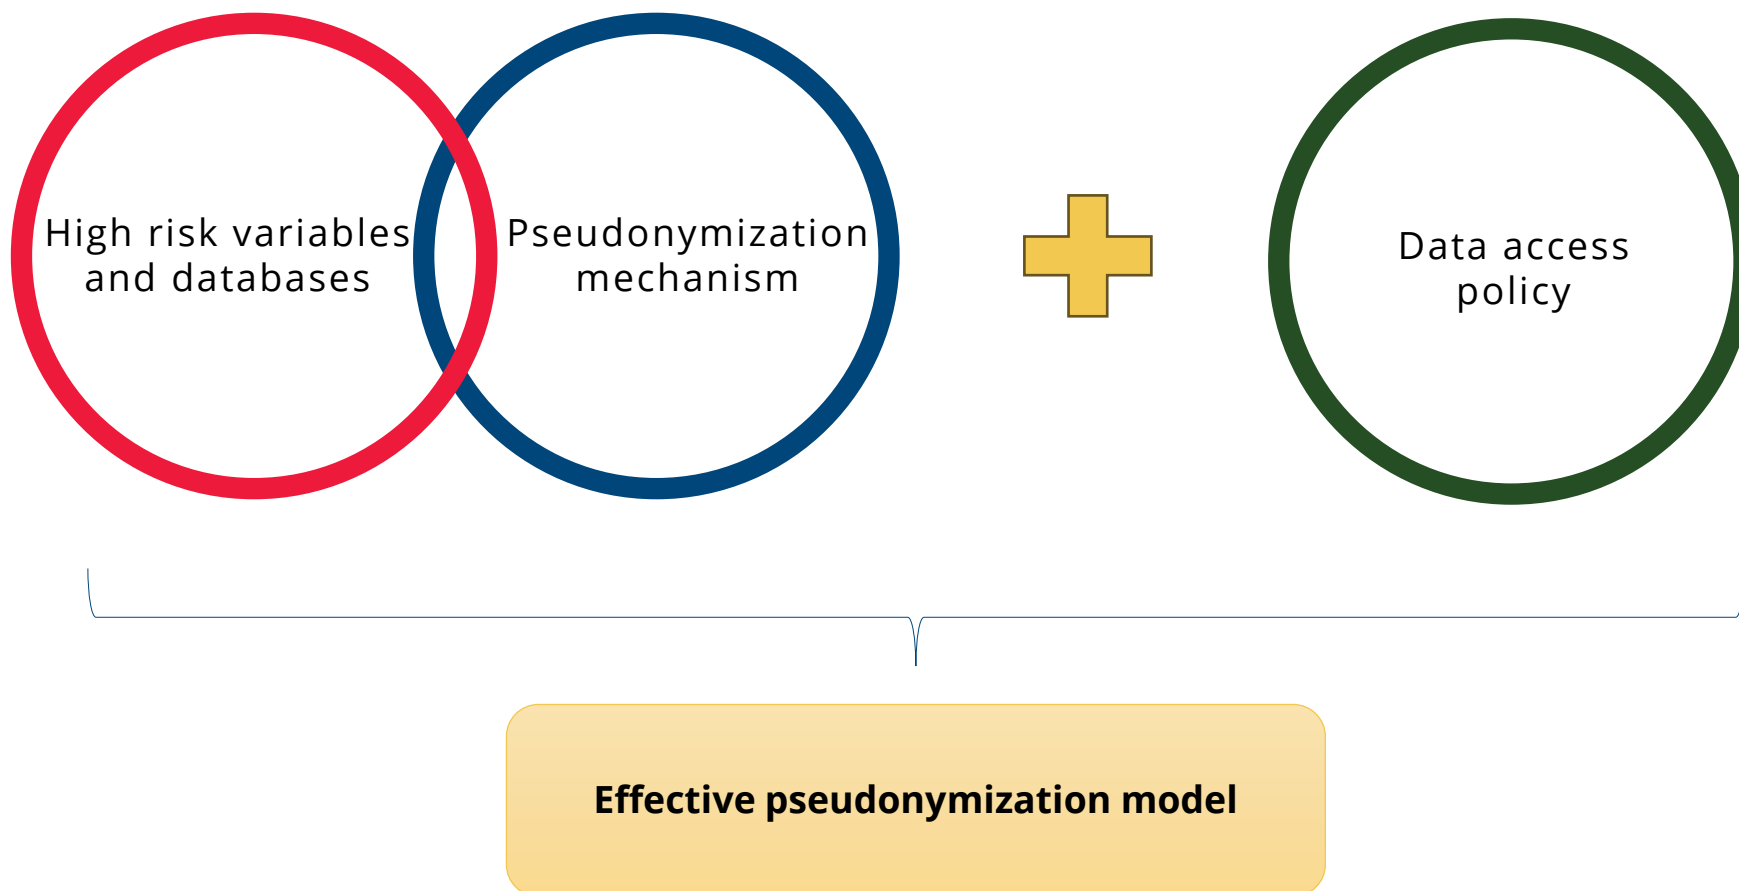 High risk variables
and databases
Pseudonymization
mechanism
Data access
policy
Effective pseudonymization model